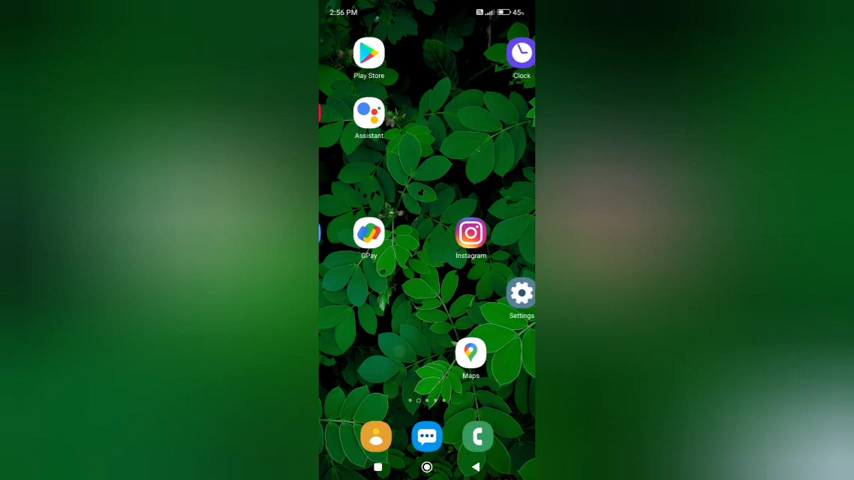 2:56 PM
45%
Play Store
Clock
Assistant
GPay
Instagram
Settings
Maps